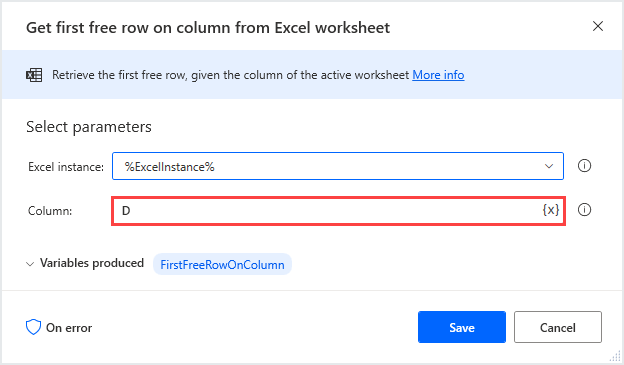 Get first free row on column from Excel worksheet
Retrieve the first free row, given the column of the active worksheet More info
Select parameters
Excel instance: %ExcelInstance%
Column: D {x}
Variables produced FirstFreeRowOnColumn
On error Save Cancel